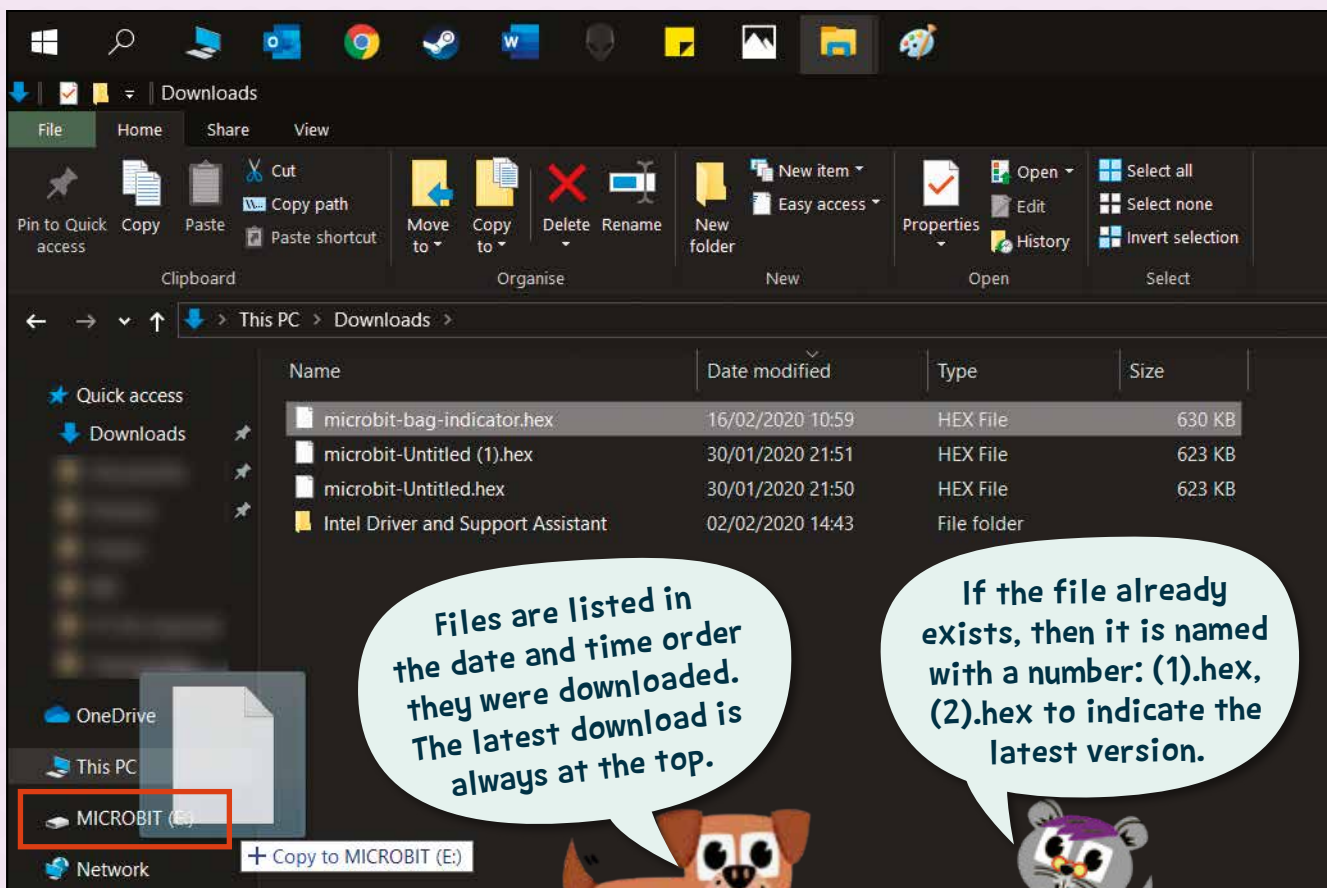 Downloads
File Home Share View
Pin to Quick access
Copy
Paste
Cut
Copy path
Paste shortcut
Clipboard
Move to
Copy to
Delete
Rename
Organise
New folder
New item
Easy access
New
Properties
Open
Edit
History
Open
Select all
Select none
Invert selection
Select
This PC > Downloads >
Name Date modified Type Size
microbit-bag-indicator.hex 16/02/2020 10:59 HEX File 630 KB
microbit-Untitled (1).hex 30/01/2020 21:51 HEX File 623 KB
microbit-Untitled.hex 30/01/2020 21:50 HEX File 623 KB
Intel Driver and Support Assistant 02/02/2020 14:43 File folder
Quick access
Downloads
OneDrive
This PC
MICROBIT (E:)
Network
+ Copy to MICROBIT (E:)
Files are listed in
the date and time order
they were downloaded.
The latest download is
always at the top.
If the file already
exists, then it is named
with a number: (1).hex,
(2).hex to indicate the
latest version.